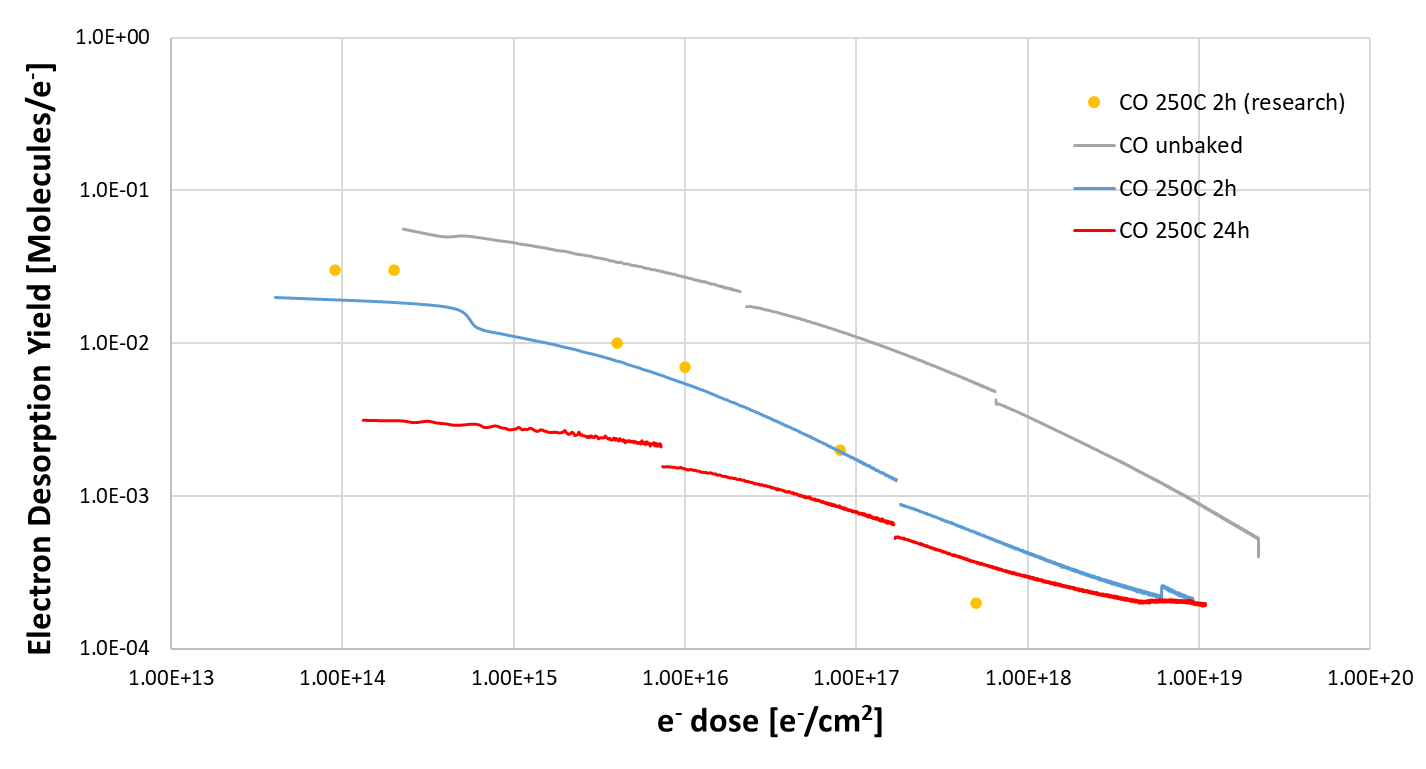 1.0E+00
1.0E-01
1.0E-02
1.0E-03
1.0E-04
Electron Desorption Yield [Molecules/e⁻]
CO 250C 2h (research)
CO unbaked
CO 250C 2h
CO 250C 24h
1.00E+13 1.00E+14 1.00E+15 1.00E+16 1.00E+17 1.00E+18 1.00E+19 1.00E+20
e⁻ dose [e⁻/cm²]